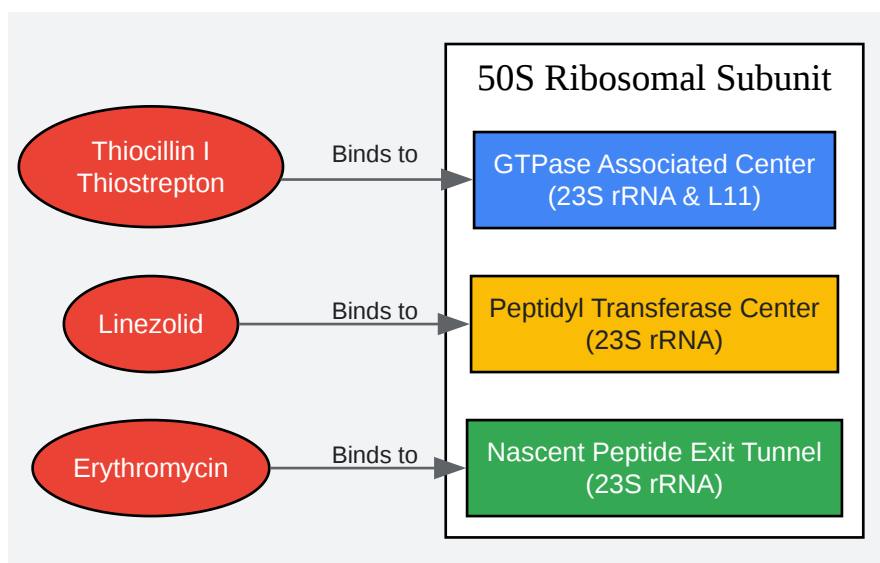 50S Ribosomal Subunit
Thiocillin I
Thiostrepton
Binds to
GTPase Associated Center
(23S rRNA & L11)
Linezolid
Binds to
Peptidyl Transferase Center
(23S rRNA)
Erythromycin
Binds to
Nascent Peptide Exit Tunnel
(23S rRNA)